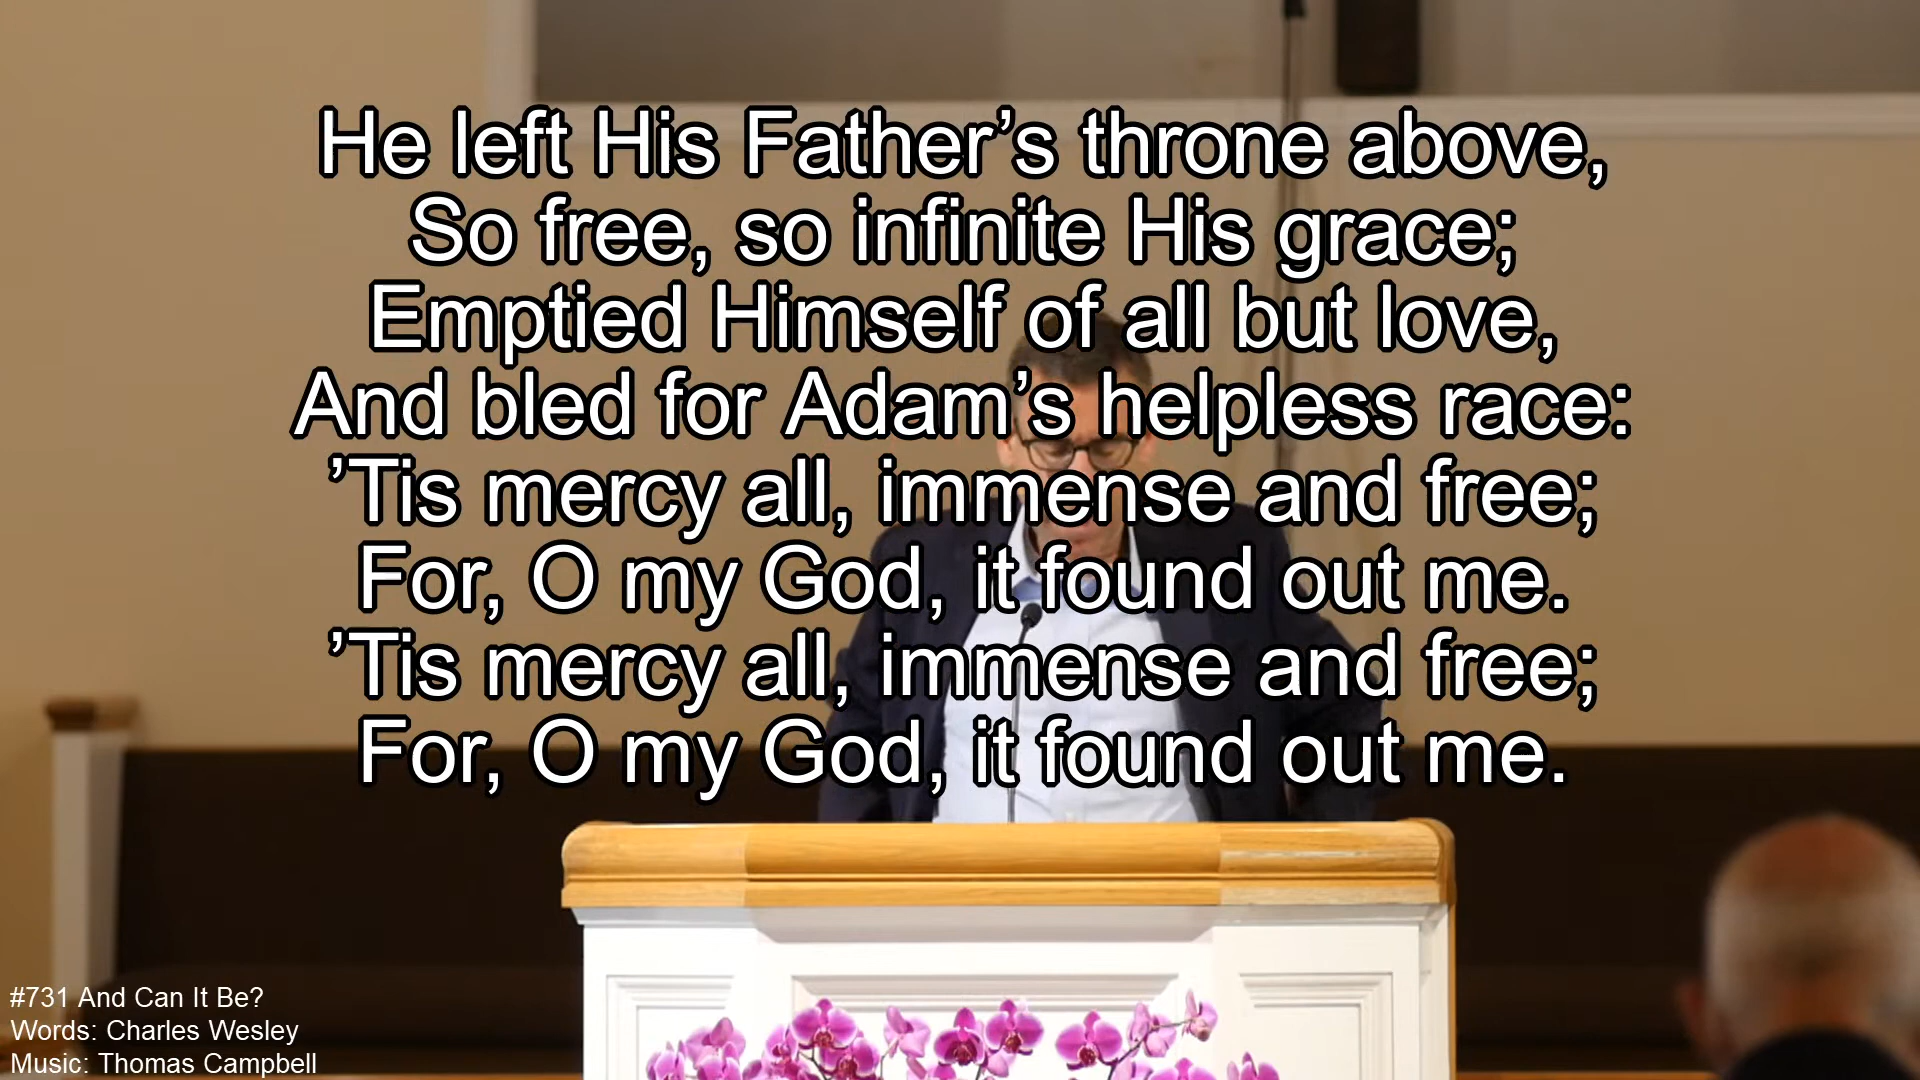 He left His Father’s throne above,
So free, so infinite His grace;
Emptied Himself of all but love,
And bled for Adam’s helpless race:
’Tis mercy all, immense and free;
For, O my God, it found out me.
’Tis mercy all, immense and free;
For, O my God, it found out me.
#731 And Can It Be?
Words: Charles Wesley
Music: Thomas Campbell